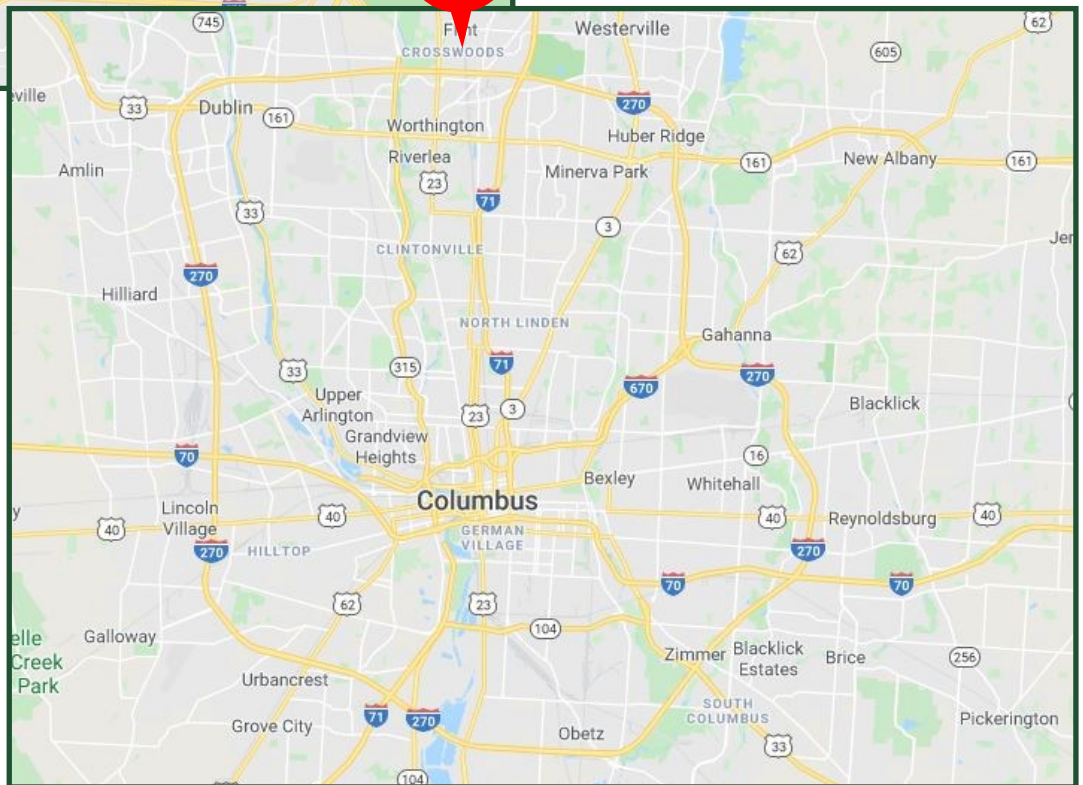 745
Flint
Westerville
62
CROSSWOODS
605
33
Dublin
161
270
Worthington
Huber Ridge
Amlin
Riverlea
161
New Albany
161
23
Minerva Park
71
33
3
CLINTONVILLE
62
270
Hilliard
NORTH LINDEN
Gahanna
33
315
71
670
270
Upper
Arlington
23
3
Blacklick
Grandview
Heights
70
16
Bexley
Whitehall
Columbus
Lincoln
Village
40
40
40
Reynoldsburg
40
GERMAN
VILLAGE
270
HILLTOP
270
70
70
62
23
104
Galloway
elle
Creek
Park
Zimmer
Blacklick
Estates
Brice
256
Urbancrest
SOUTH
COLUMBUS
71
270
Grove City
Obetz
Pickerington
33
104